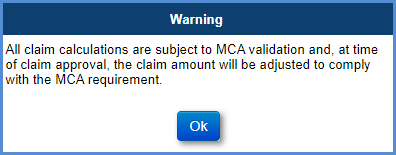 Warning
All claim calculations are subject to MCA validation and, at time
of claim approval, the claim amount will be adjusted to comply
with the MCA requirement.
Ok